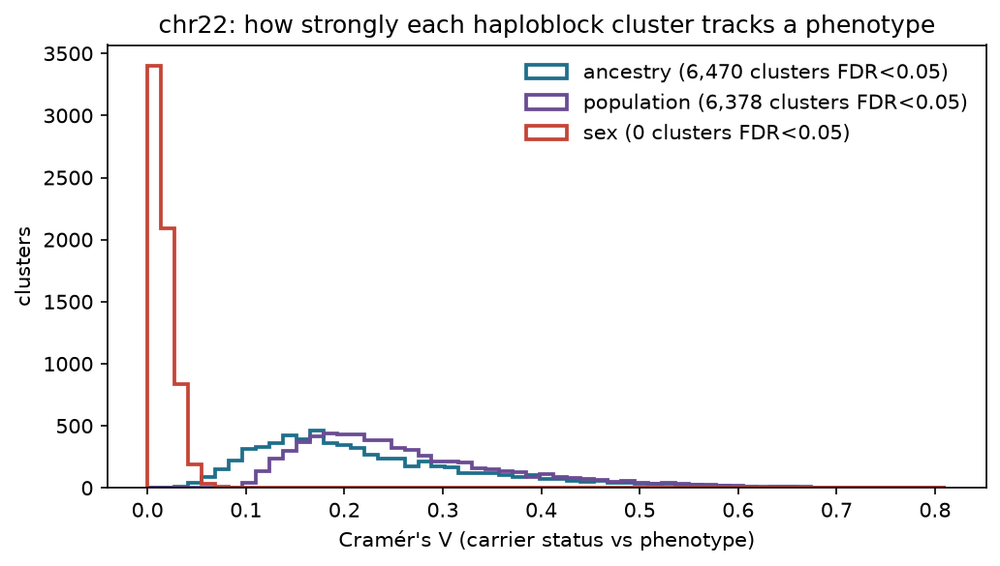 chr22: how strongly each haploblock cluster tracks a phenotype
3500
3000
2500
2000
1500
1000
500
0
clusters
ancestry (6,470 clusters FDR<0.05)
population (6,378 clusters FDR<0.05)
sex (0 clusters FDR<0.05)
0.0 0.1 0.2 0.3 0.4 0.5 0.6 0.7 0.8
Cramér's V (carrier status vs phenotype)